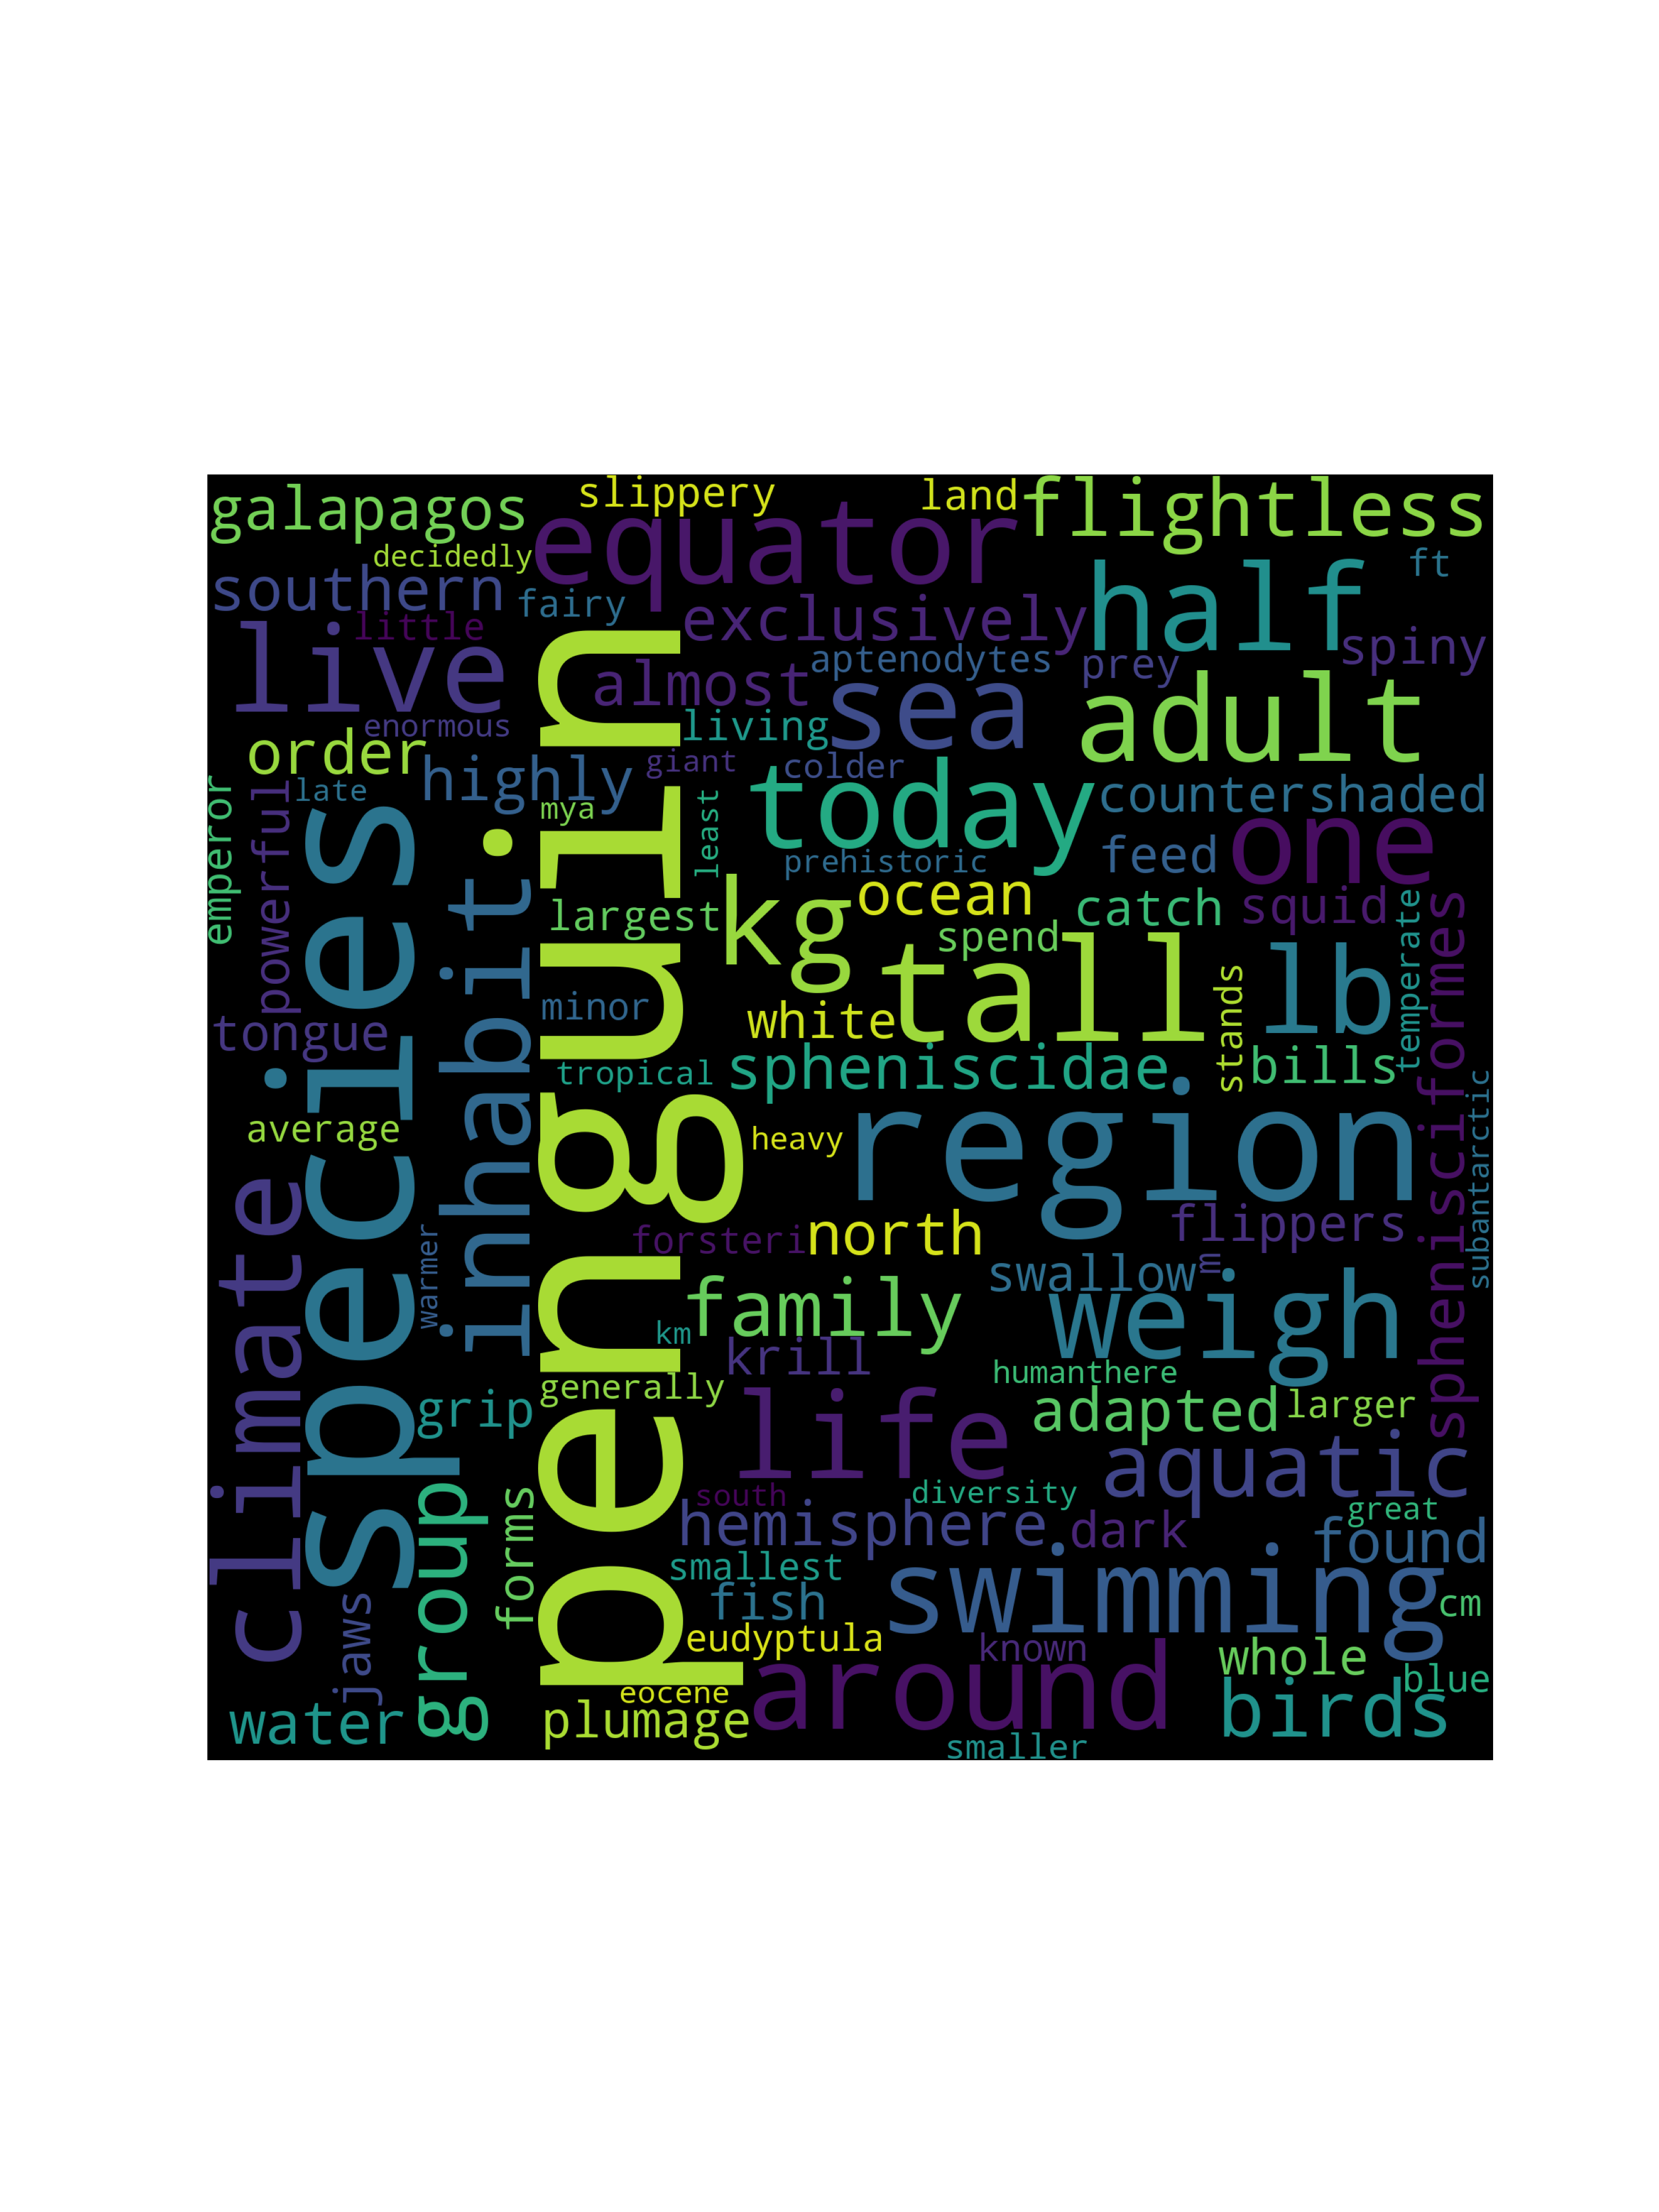 galapagos
slippery
land
flightless
decidedly
equator
ft
southern
fairy
exclusively
half
little
live
almost
aptenodytes
prey
spiny
enormous
living
sea
adult
order
highly
giant
colder
emperor
powerful
late
mya
least
today
countershaded
species
inhabit
penguin
prehistoric
feed
one
largest
kg
ocean
spend
catch
squid
temperate
spheniscifformes
tongue
minor
white
tall
stands
lb
tropical
spheniscidae
bills
subantarctic
average
heavy
region
climate
warmer
forsteri
north
flippers
swallow
m
km
family
weigh
krill
humanthere
generally
grip
life
adapted
larger
group
forms
south
diversity
aquatic
great
hemisphere
dark
found
jaws
smallest
fish
swimming
cm
eudyptula
known
whole
blue
water
eocene
plumage
around
birds
smaller